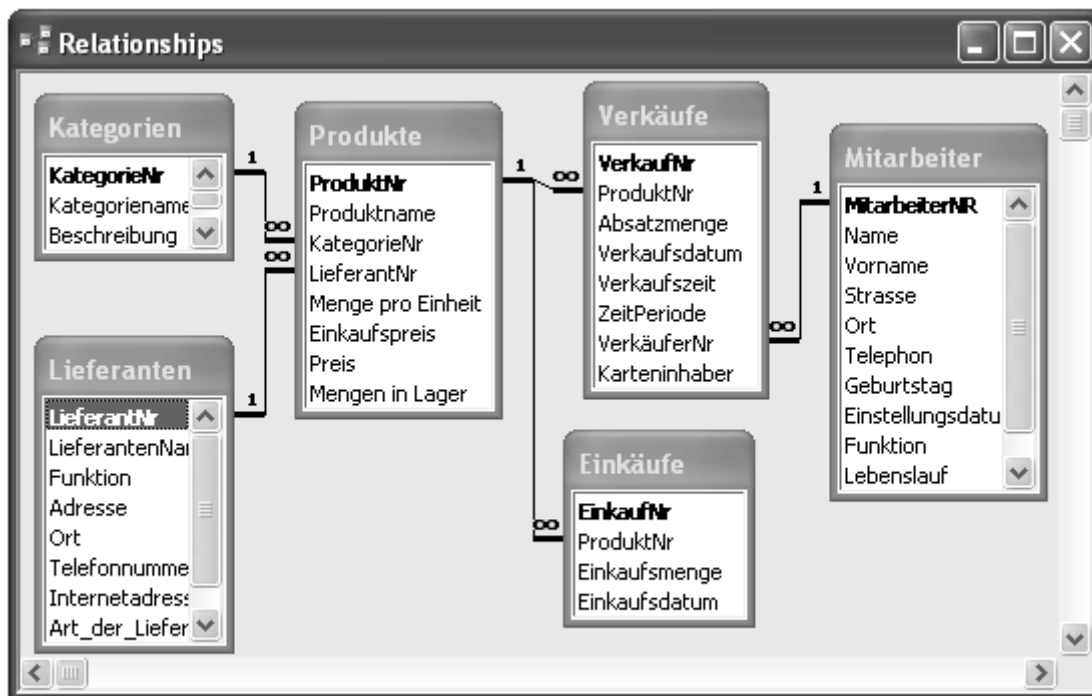 Relationships
Kategorien
KategorieNr
Kategoriename
Beschreibung
1
∞
Lieferanten
LieferantNr
LieferantenNa
Funktion
Adresse
Ort
Telefonnumme
Internetadress
Art_der_Liefer
1
∞
Produkte
ProduktNr
Produktname
KategorieNr
LieferantNr
Menge pro Einheit
Einkaufspreis
Preis
Mengen in Lager
1
∞
Verkäufe
VerkaufNr
ProduktNr
Absatzmenge
Verkaufsdatum
Verkaufszeit
ZeitPeriode
VerkäuferNr
Karteninhaber
∞
Einkäufe
EinkaufNr
ProduktNr
Einkaufsmenge
Einkaufsdatum
∞
1
Mitarbeiter
MitarbeiterNR
Name
Vorname
Strasse
Ort
Telephon
Geburtstag
Einstellungsdatu
Funktion
Lebenslauf